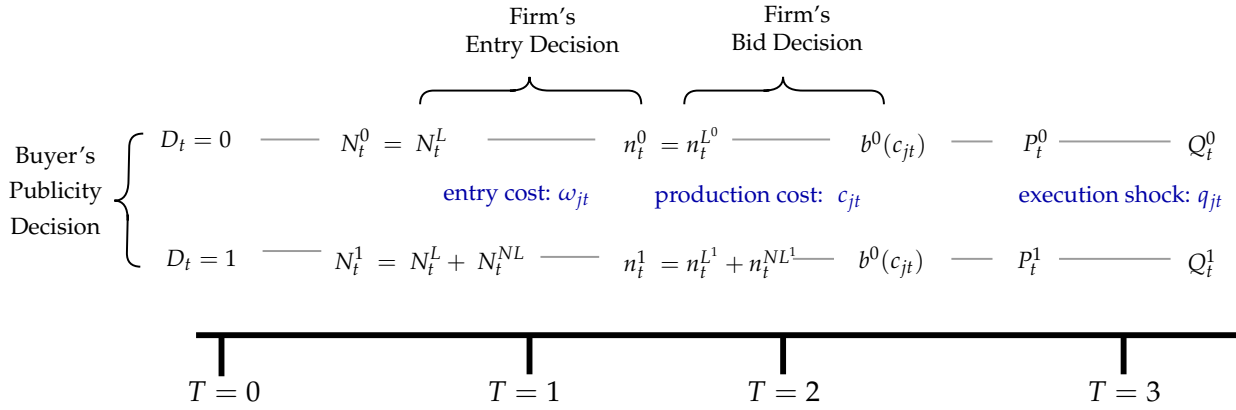 Firm's
Entry Decision
Firm's
Bid Decision
Buyer's
Publicity
Decision
D_t = 0 N_t^0 = N_t^L n_t^0 = n_t^{L^0} b^0(c_{jt}) P_t^0 Q_t^0
entry cost: ω_{jt} production cost: c_{jt} execution shock: q_{jt}
D_t = 1 N_t^1 = N_t^L + N_t^{NL} n_t^1 = n_t^{L^1} + n_t^{NL^1} b^0(c_{jt}) P_t^1 Q_t^1
T = 0 T = 1 T = 2 T = 3